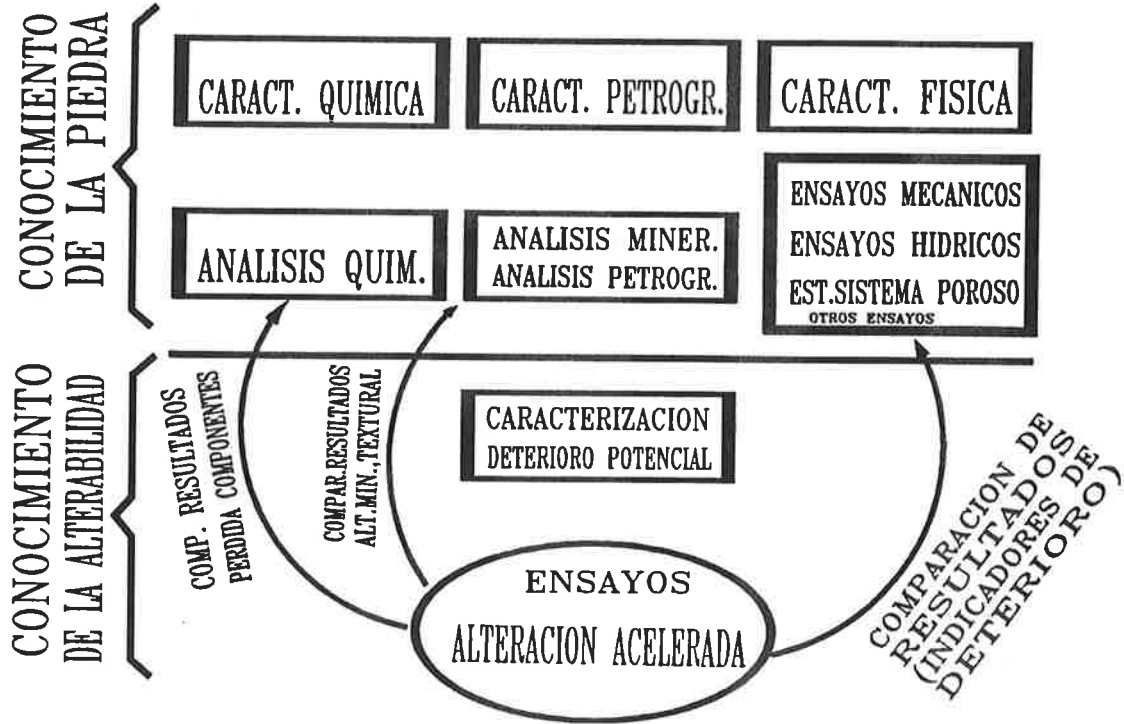 CONOCIMIENTO
DE LA PIEDRA
CARACT. QUIMICA
CARACT. PETROGR.
CARACT. FISICA
ANALISIS QUIM.
ANALISIS MINER.
ANALISIS PETROGR.
ENSAYOS MECANICOS
ENSAYOS HIDRICOS
EST.SISTEMA POROSO
OTROS ENSAYOS
CONOCIMIENTO
DE LA ALTERABILIDAD
COMP. RESULTADOS
PERDIDA COMPONENTES
COMPAR.RESULTADOS
ALT.MIN.,TEXTURAL
CARACTERIZACION
DETERIORO POTENCIAL
ENSAYOS
ALTERACION ACELERADA
COMPARACION DE
RESULTADOS
(INDICADORES DE
DETERIORO)